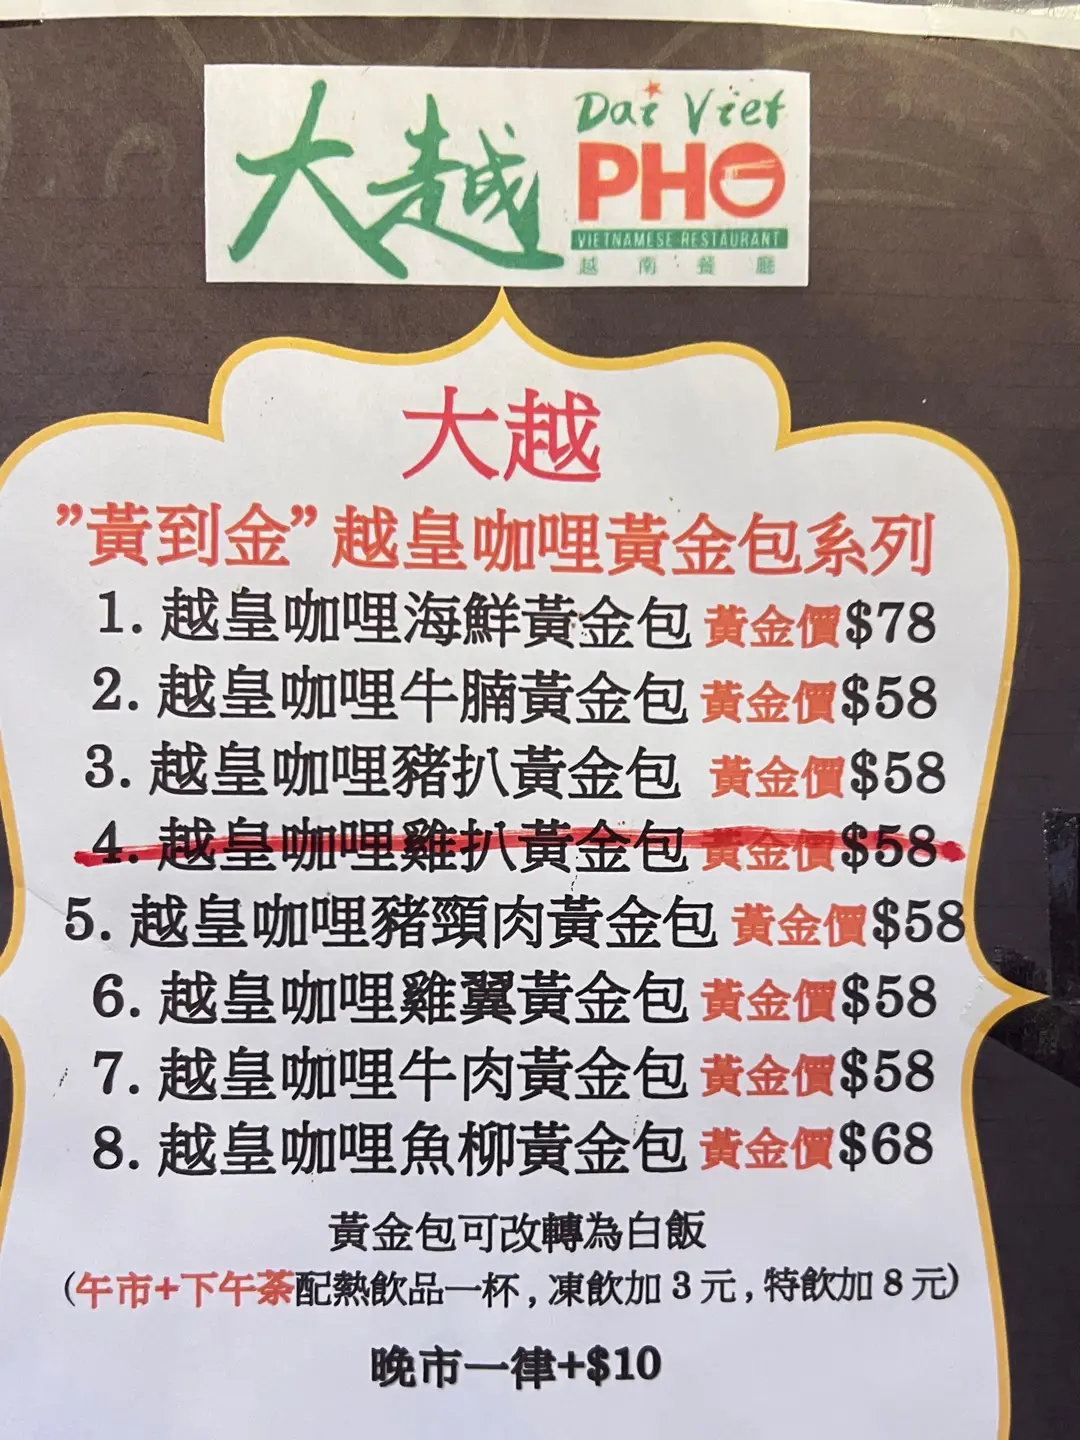 大越
Dai Viet
PHO
VIETNAMESE RESTAURANT
越南餐廳
大越
”黃到金”越皇咖哩黃金包系列
1. 越皇咖哩海鮮黃金包 黃金價$78
2. 越皇咖哩牛腩黃金包 黃金價$58
3. 越皇咖哩豬扒黃金包 黃金價$58
4. 越皇咖哩雞扒黃金包 黃金價$58
5. 越皇咖哩豬頸肉黃金包 黃金價$58
6. 越皇咖哩雞翼黃金包 黃金價$58
7. 越皇咖哩牛肉黃金包 黃金價$58
8. 越皇咖哩魚柳黃金包 黃金價$68
黃金包可改轉為白飯
(午市+下午茶配熱飲品一杯,凍飲加3元,特飲加8元)
晚市一律+$10